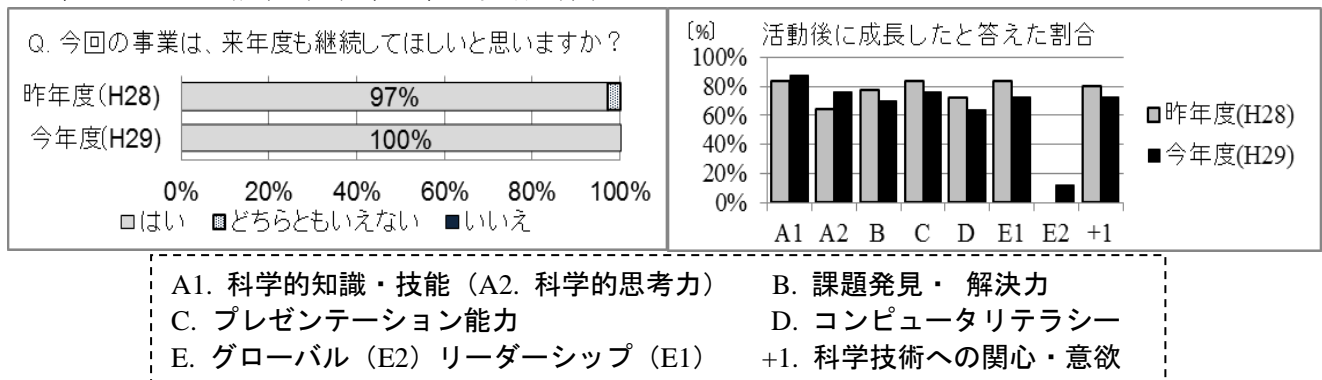 Q. 今回の事業は、来年度も継続してほしいと思いますか？
昨年度(H28)
97%
今年度(H29)
100%
0% 20% 40% 60% 80% 100%
はい どちらともいえない いいえ
[%] 活動後に成長したと答えた割合
100%
80%
60%
40%
20%
0%
A1 A2 B C D E1 E2 +1
昨年度(H28)
今年度(H29)
A1. 科学的知識・技能（A2. 科学的思考力） B. 課題発見・ 解決力
C. プレゼンテーション能力 D. コンピュータリテラシー
E. グローバル（E2）リーダーシップ（E1） +1. 科学技術への関心・意欲